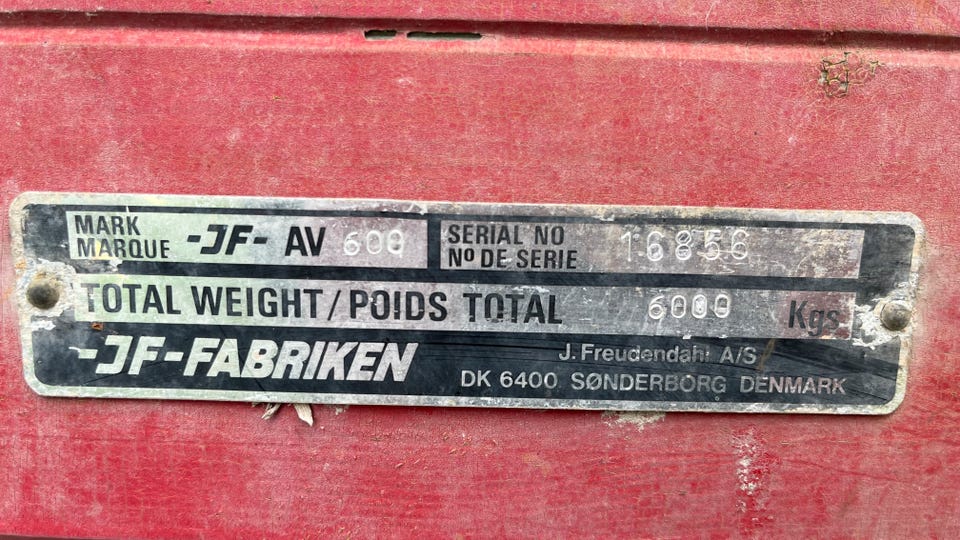 MARK -JF- AV 600 SERIAL NO 16856
MARQUE Nº DE SERIE
TOTAL WEIGHT/POIDS TOTAL 6000 Kgs
-JF-FABRIKEN J. Freudendahl A/S
DK 6400 SØNDERBORG DENMARK